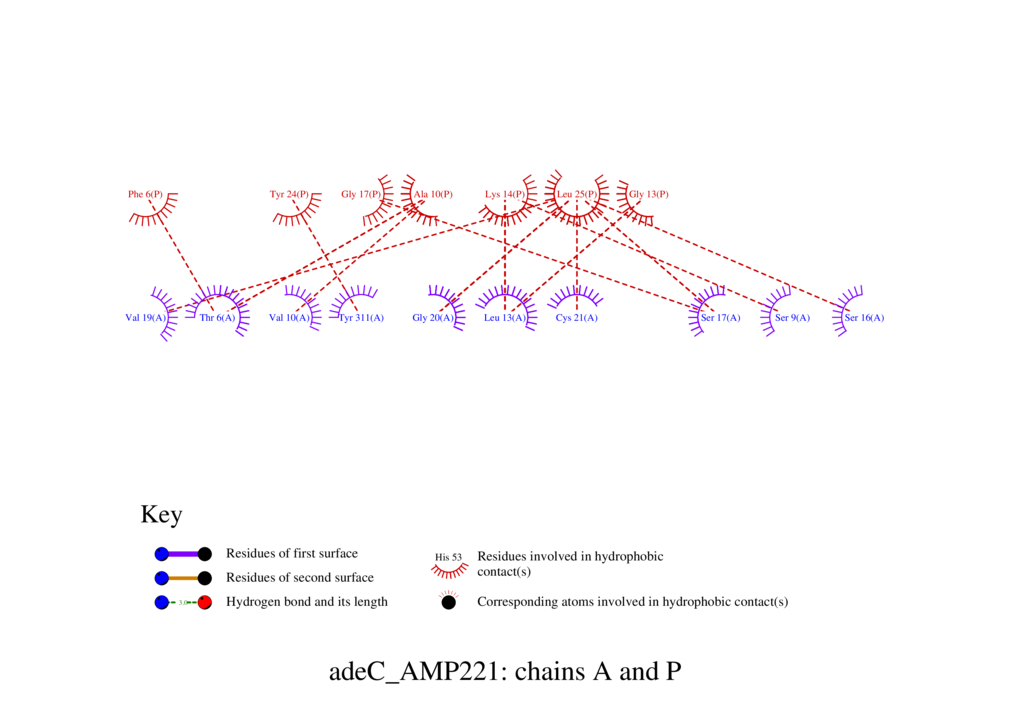 Phe 6(P) Tyr 24(P) Gly 17(P) Ala 10(P) Lys 14(P) Leu 25(P) Gly 13(P)
Val 19(A) Thr 6(A) Val 10(A) Tyr 311(A) Gly 20(A) Leu 13(A) Cys 21(A) Ser 17(A) Ser 9(A) Ser 16(A)
Key
Residues of first surface
Residues of second surface
3.0
Hydrogen bond and its length
His 53
Residues involved in hydrophobic
contact(s)
Corresponding atoms involved in hydrophobic contact(s)
adeC_AMP221: chains A and P